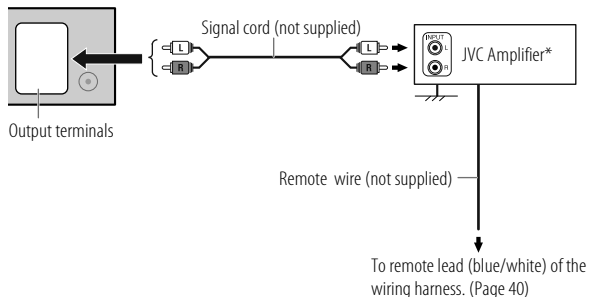 Signal cord (not supplied)
L
R
L
R
INPUT
L
R
JVC Amplifier*
Output terminals
Remote wire (not supplied)
To remote lead (blue/white) of the
wiring harness. (Page 40)